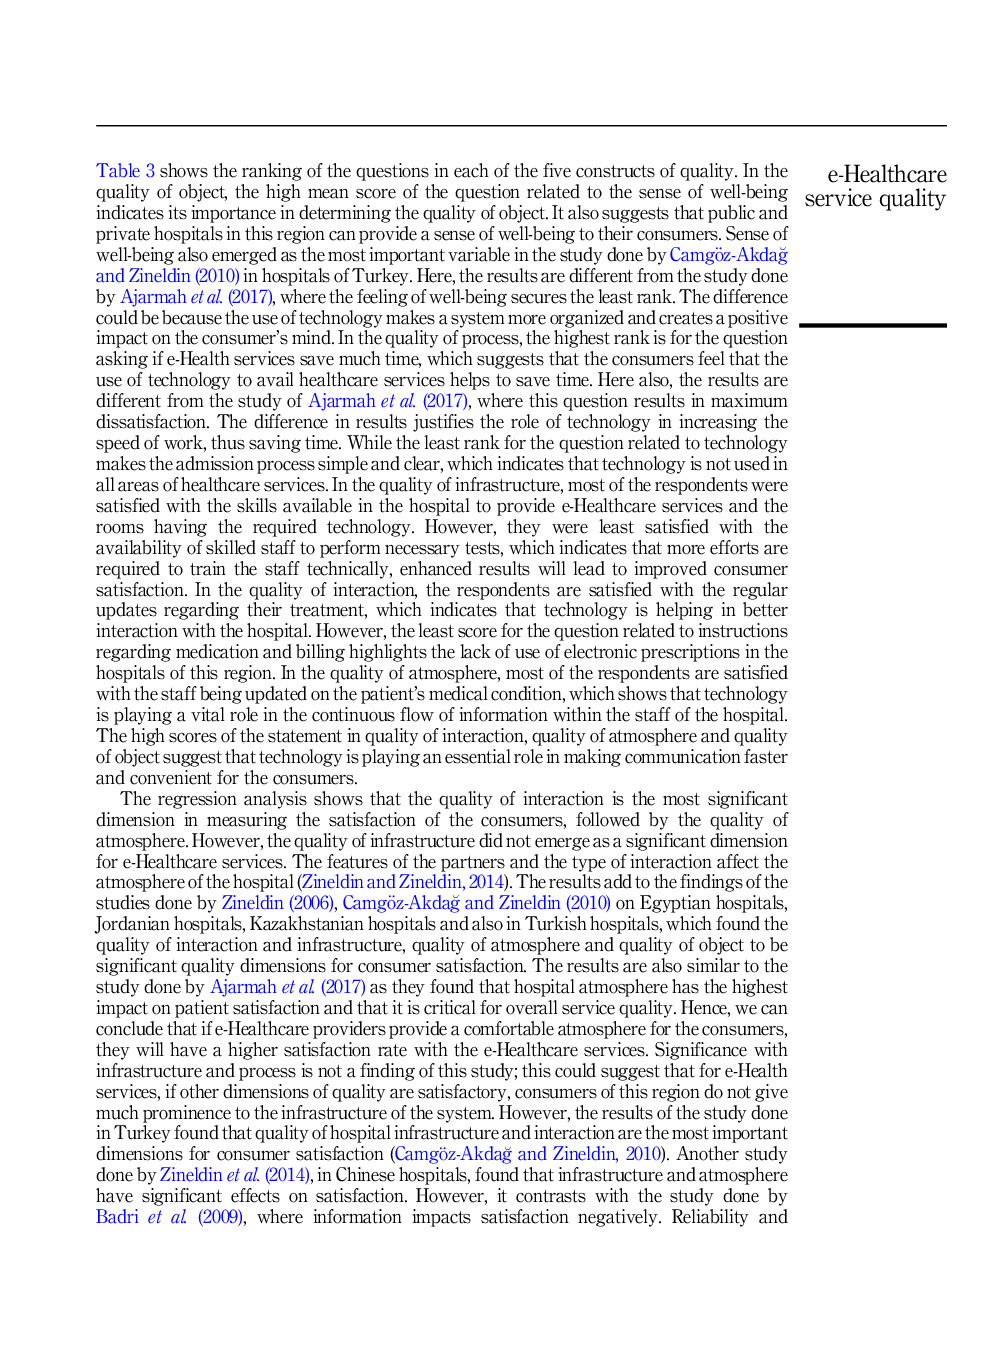 e-Healthcare
service quality
Table 3 shows the ranking of the questions in each of the five constructs of quality. In the
quality of object, the high mean score of the question related to the sense of well-being
indicates its importance in determining the quality of object. It also suggests that public and
private hospitals in this region can provide a sense of well-being to their consumers. Sense of
well-being also emerged as the most important variable in the study done by Camgöz-Akdağ
and Zineldin (2010) in hospitals of Turkey. Here, the results are different from the study done
by Ajarmah et al. (2017), where the feeling of well-being secures the least rank. The difference
could be because the use of technology makes a system more organized and creates a positive
impact on the consumer's mind. In the quality of process, the highest rank is for the question
asking if e-Health services save much time, which suggests that the consumers feel that the
use of technology to avail healthcare services helps to save time. Here also, the results are
different from the study of Ajarmah et al. (2017), where this question results in maximum
dissatisfaction. The difference in results justifies the role of technology in increasing the
speed of work, thus saving time. While the least rank for the question related to technology
makes the admission process simple and clear, which indicates that technology is not used in
all areas of healthcare services. In the quality of infrastructure, most of the respondents were
satisfied with the skills available in the hospital to provide e-Healthcare services and the
rooms having the required technology. However, they were least satisfied with the
availability of skilled staff to perform necessary tests, which indicates that more efforts are
required to train the staff technically, enhanced results will lead to improved consumer
satisfaction. In the quality of interaction, the respondents are satisfied with the regular
updates regarding their treatment, which indicates that technology is helping in better
interaction with the hospital. However, the least score for the question related to instructions
regarding medication and billing highlights the lack of use of electronic prescriptions in the
hospitals of this region. In the quality of atmosphere, most of the respondents are satisfied
with the staff being updated on the patient's medical condition, which shows that technology
is playing a vital role in the continuous flow of information within the staff of the hospital.
The high scores of the statement in quality of interaction, quality of atmosphere and quality
of object suggest that technology is playing an essential role in making communication faster
and convenient for the consumers.
The regression analysis shows that the quality of interaction is the most significant
dimension in measuring the satisfaction of the consumers, followed by the quality of
atmosphere. However, the quality of infrastructure did not emerge as a significant dimension
for e-Healthcare services. The features of the partners and the type of interaction affect the
atmosphere of the hospital (Zineldin and Zineldin, 2014). The results add to the findings of the
studies done by Zineldin (2006), Camgöz-Akdağ and Zineldin (2010) on Egyptian hospitals,
Jordanian hospitals, Kazakhstanian hospitals and also in Turkish hospitals, which found the
quality of interaction and infrastructure, quality of atmosphere and quality of object to be
significant quality dimensions for consumer satisfaction. The results are also similar to the
study done by Ajarmah et al. (2017) as they found that hospital atmosphere has the highest
impact on patient satisfaction and that it is critical for overall service quality. Hence, we can
conclude that if e-Healthcare providers provide a comfortable atmosphere for the consumers,
they will have a higher satisfaction rate with the e-Healthcare services. Significance with
infrastructure and process is not a finding of this study; this could suggest that for e-Health
services, if other dimensions of quality are satisfactory, consumers of this region do not give
much prominence to the infrastructure of the system. However, the results of the study done
in Turkey found that quality of hospital infrastructure and interaction are the most important
dimensions for consumer satisfaction (Camgöz-Akdağ and Zineldin, 2010). Another study
done by Zineldin et al. (2014), in Chinese hospitals, found that infrastructure and atmosphere
have significant effects on satisfaction. However, it contrasts with the study done by
Badri et al. (2009), where information impacts satisfaction negatively. Reliability and